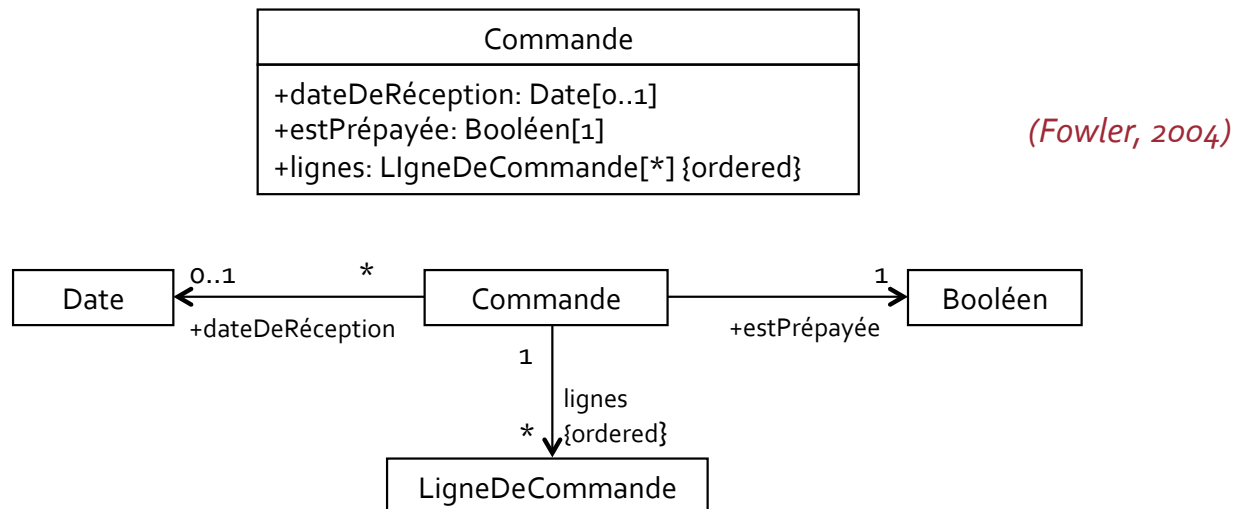 Commande
+dateDeRéception: Date[0..1]
+estPrépayée: Booléen[1]
+lignes: LIgneDeCommande[*] {ordered}
(Fowler, 2004)
0..1
*
1
Date
Commande
Booléen
+dateDeRéception
+estPrépayée
1
lignes
* {ordered}
LigneDeCommande